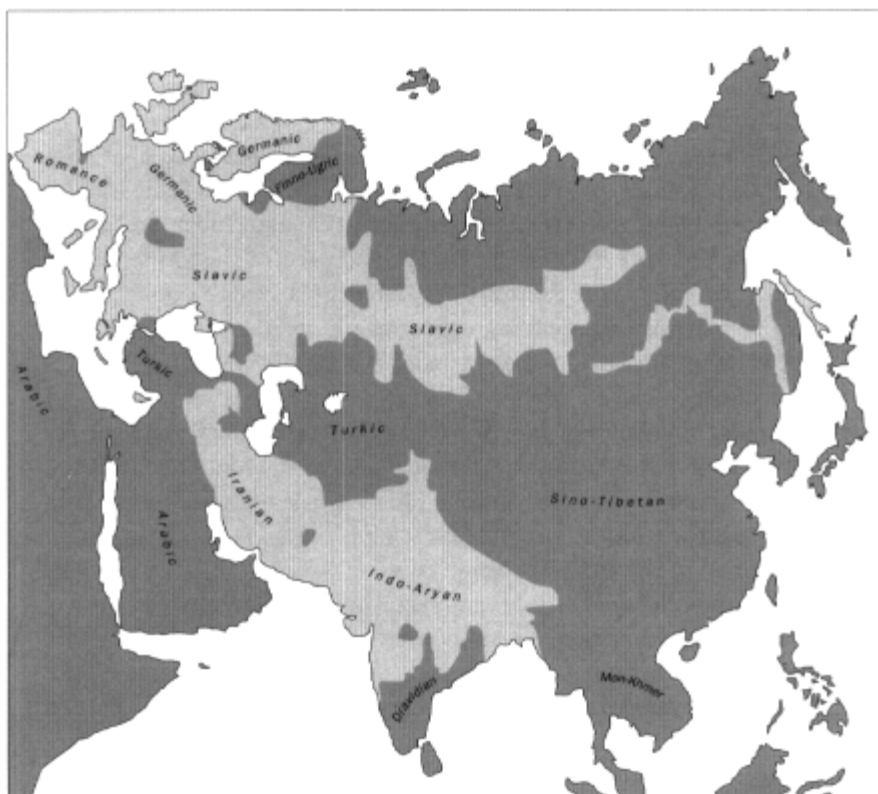 Germanic
Romance
Germanic
Finno-Ugric
Slavic
Slavic
Turkic
Arabic
Turkic
Iranian
Sino-Tibetan
Arabic
Indo-Aryan
Dravidian
Mon-Khmer